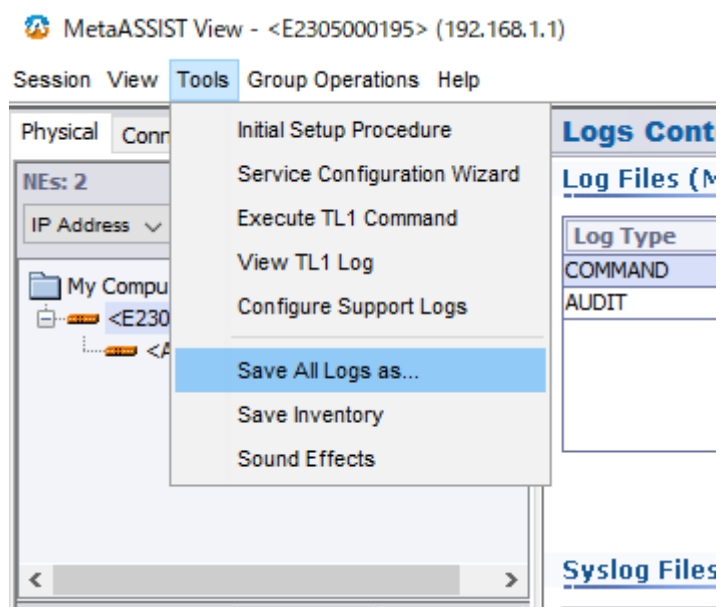 MetaASSIST View - <E2305000195> (192.168.1.1)
Session View Tools Group Operations Help
Physical
NEs: 2
IP Address
My Compu
<E230
<A
Initial Setup Procedure
Service Configuration Wizard
Execute TL1 Command
View TL1 Log
Configure Support Logs
Save All Logs as...
Save Inventory
Sound Effects
Logs Cont
Log Files (M
Log Type
COMMAND
AUDIT
Syslog Files